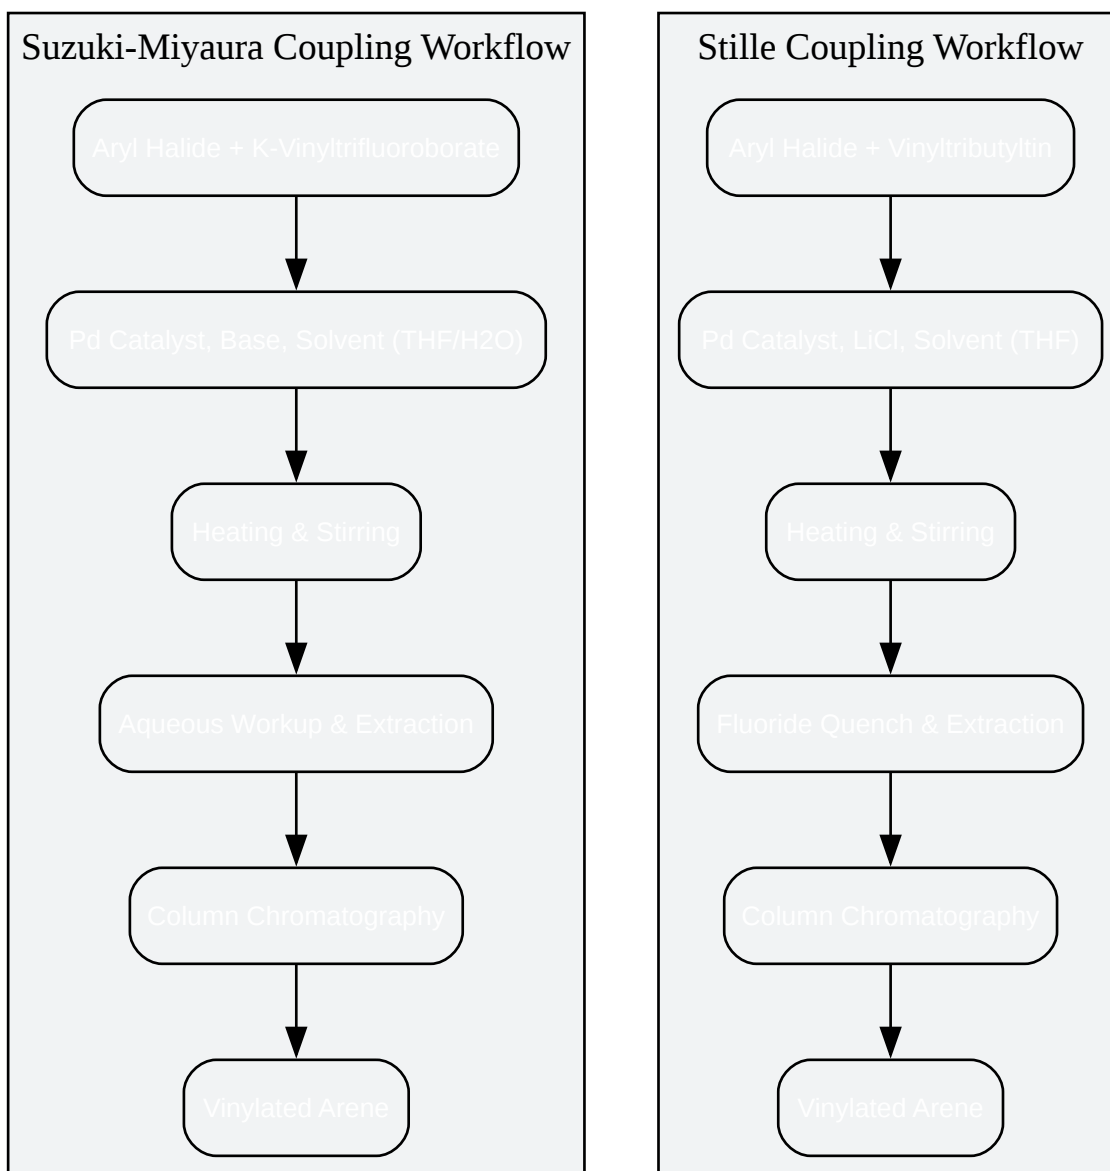 Suzuki-Miyaura Coupling Workflow
Aryl Halide + K-Vinyltrifluoroborate
Pd Catalyst, Base, Solvent (THF/H2O)
Heating & Stirring
Aqueous Workup & Extraction
Column Chromatography
Vinylated Arene
Stille Coupling Workflow
Aryl Halide + Vinyltributyltin
Pd Catalyst, LiCl, Solvent (THF)
Heating & Stirring
Fluoride Quench & Extraction
Column Chromatography
Vinylated Arene